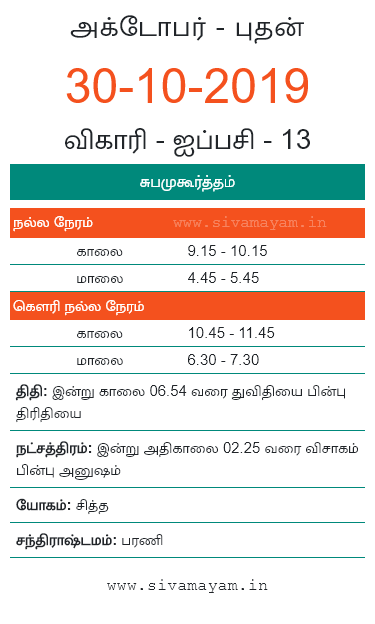 அக்டோபர் - புதன்
30-10-2019
விகாரி - ஐப்பசி - 13
சுபமுகூர்த்தம்
நல்ல நேரம் www.sivamayam.in
காலை 9.15 - 10.15
மாலை 4.45 - 5.45
கௌரி நல்ல நேரம்
காலை 10.45 - 11.45
மாலை 6.30 - 7.30
திதி: இன்று காலை 06.54 வரை துவிதியை பின்பு
திரிதியை
நட்சத்திரம்: இன்று அதிகாலை 02.25 வரை விசாகம்
பின்பு அனுஷம்
யோகம்: சித்த
சந்திராஷ்டமம்: பரணி
www.sivamayam.in